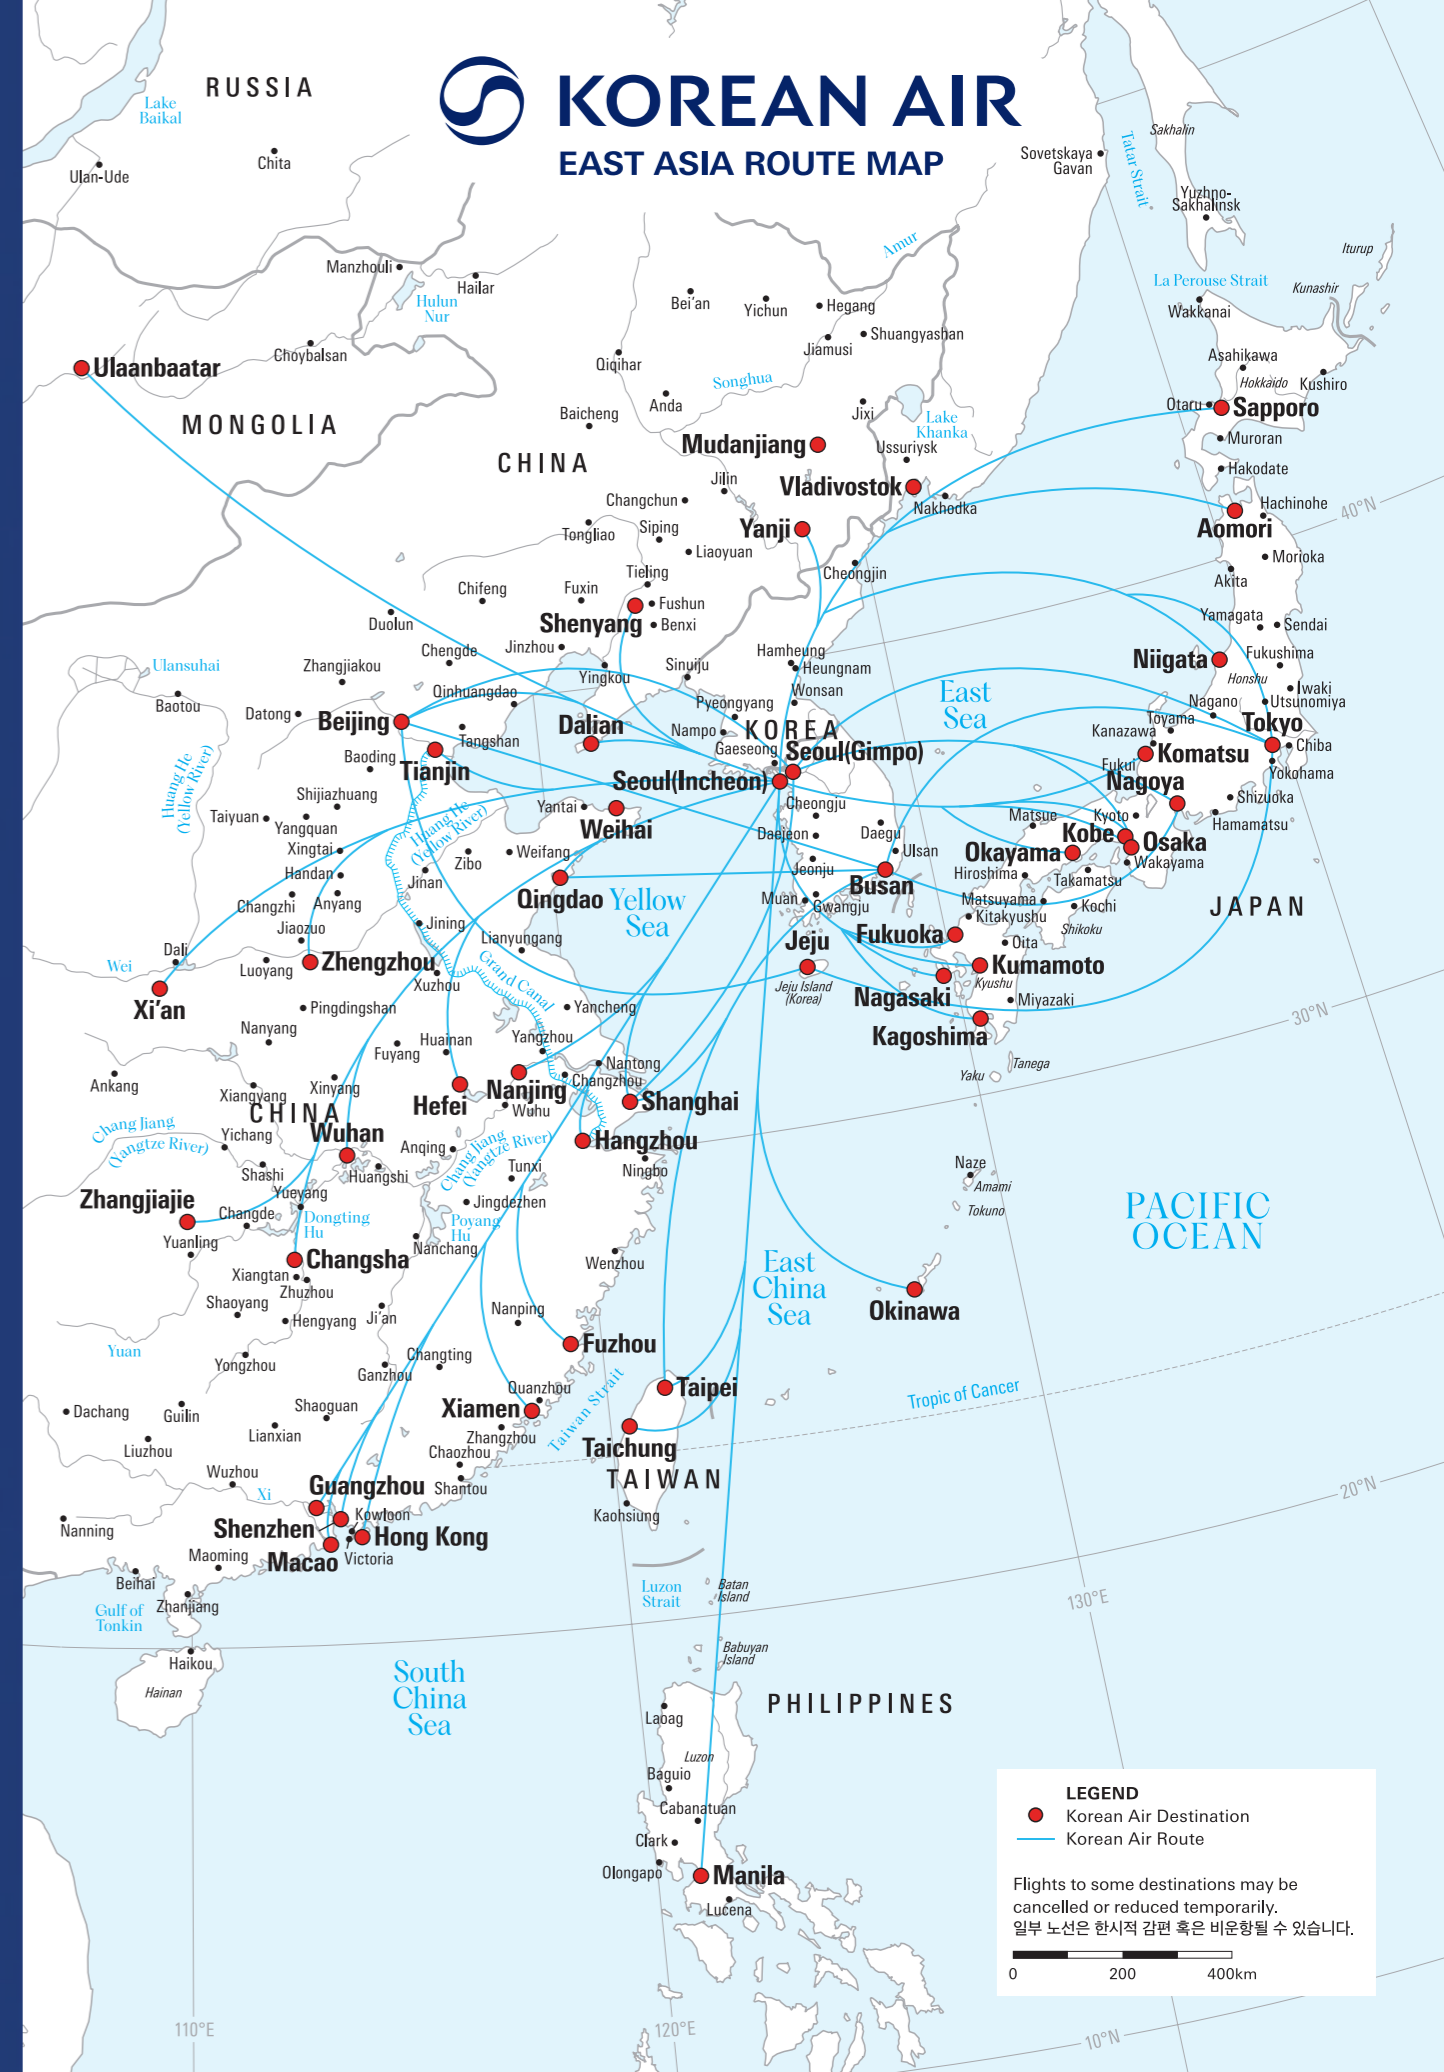 KOREAN AIR
EAST ASIA ROUTE MAP
RUSSIA
Lake
Baikal
Ulan-Ude
Chita
Sovetskaya
Gavan
Tatar Strait
Sakhalin
Yuzhno-
Sakhalinsk
Iturup
Kunashir
La Perouse Strait
Wakkanai
Amur
Manzhouli
Hailar
Hulun
Nur
Choybalsan
Ulaanbaatar
MONGOLIA
Bei'an
Yichun
Hegang
Shuangyashan
Jiamusi
Qiqihar
Songhua
Anda
Jixi
Baicheng
Lake
Khanka
Asahikawa
Hokkaido
Kushiro
Otaru
Sapporo
Muroran
Hakodate
CHINA
Mudanjiang
Ussuriysk
Jilin
Vladivostok
Changchun
Nakhodka
Hachinohe
Aomori
40°N
Siping
Tongliao
Yanji
Liaoyuan
Morioka
Cheongjin
Akita
Tieling
Chifeng
Fuxin
Fushun
Shenyang
Benxi
Duolun
Yamagata
Sendai
Jinzhou
Chengde
Hamheung
Heungnam
Fukushima
Niigata
Honshu
Ulansuhai
Zhangjiakou
Yingkou
Sinuiju
Wonsan
Iwaki
Utsunomiya
Baotou
Qinhuangdao
Pyeongyang
East
Sea
Nagano
Toyama
Datong
Beijing
Dalian
Nampo
KOREA
Gaeseong
Kanazawa
Tokyo
Chiba
Tangshan
Baoding
Tianjin
Seoul(Gimpo)
Seoul(Incheon)
Komatsu
Fukui
Yokohama
Nagoya
Huang He
(Yellow River)
Shijiazhuang
Yantai
Weihai
Cheongju
Shizuoka
Hamamatsu
Taiyuan
Yangquan
Huang He
(Yellow River)
Matsue
Kyoto
Kobe
Osaka
Daejeon
Daegu
Ulsan
Xingtai
Zibo
Weifang
Okayama
Wakayama
Handan
Jinan
Jeonju
Busan
Hiroshima
Takamatsu
Qingdao
Yellow
Sea
Changzhi
Anyang
Muan
Gwangju
Matsuyama
Kochi
Kitakyushu
Shikoku
JAPAN
Jiaozuo
Jining
Lianyungang
Jeju
Fukuoka
Oita
Dali
Wei
Luoyang
Zhengzhou
Xuzhou
Grand Canal
Kumamoto
Kyushu
Jeju Island
(Korea)
Nagasaki
Miyazaki
Xi'an
Pingdingshan
Yancheng
Kagoshima
30°N
Nanyang
Fuyang
Huainan
Yangzhou
Nantong
Tanega
Yaku
Ankang
Xiangyang
Xinyang
Hefei
Nanjing
Changzhou
Wuhu
Shanghai
CHINA
Chang Jiang
(Yangtze River)
Yichang
Wuhan
Anqing
Chang Jiang
(Yangtze River)
Hangzhou
Ningbo
Shashi
Huangshi
Tunxi
Naze
Amami
Tokuno
Zhangjiajie
Yueyang
Jingdezhen
PACIFIC
OCEAN
Changde
Dongting
Hu
Poyang
Hu
Yuanling
Nanchang
Changsha
Wenzhou
East
China
Sea
Xiangtan
Zhuzhou
Okinawa
Shaoyang
Hengyang
Ji'an
Nanping
Fuzhou
Yuan
Yongzhou
Ganzhou
Changting
Taipei
Tropic of Cancer
Quanzhou
Xiamen
Taiwan Strait
Dachang
Guilin
Shaoguan
Zhangzhou
Taichung
Lianxian
Liuzhou
Chaozhou
TAIWAN
Wuzhou
Xi
Guangzhou
Shantou
20°N
Kowloon
Kaohsiung
Nanning
Shenzhen
Hong Kong
Maoming
Macao
Victoria
Beihai
Luzon
Strait
Batan
Island
130°E
Zhanjiang
Gulf of
Tonkin
Babuyan
Island
Haikou
Hainan
South
China
Sea
PHILIPPINES
Laoag
Luzon
Baguio
Cabanatuan
Clark
Olongapo
Manila
Lucena
LEGEND
Korean Air Destination
Korean Air Route
Flights to some destinations may be
cancelled or reduced temporarily.
일부 노선은 한시적 감편 혹은 비운항될 수 있습니다.
0 200 400km
110°E
120°E
10°N